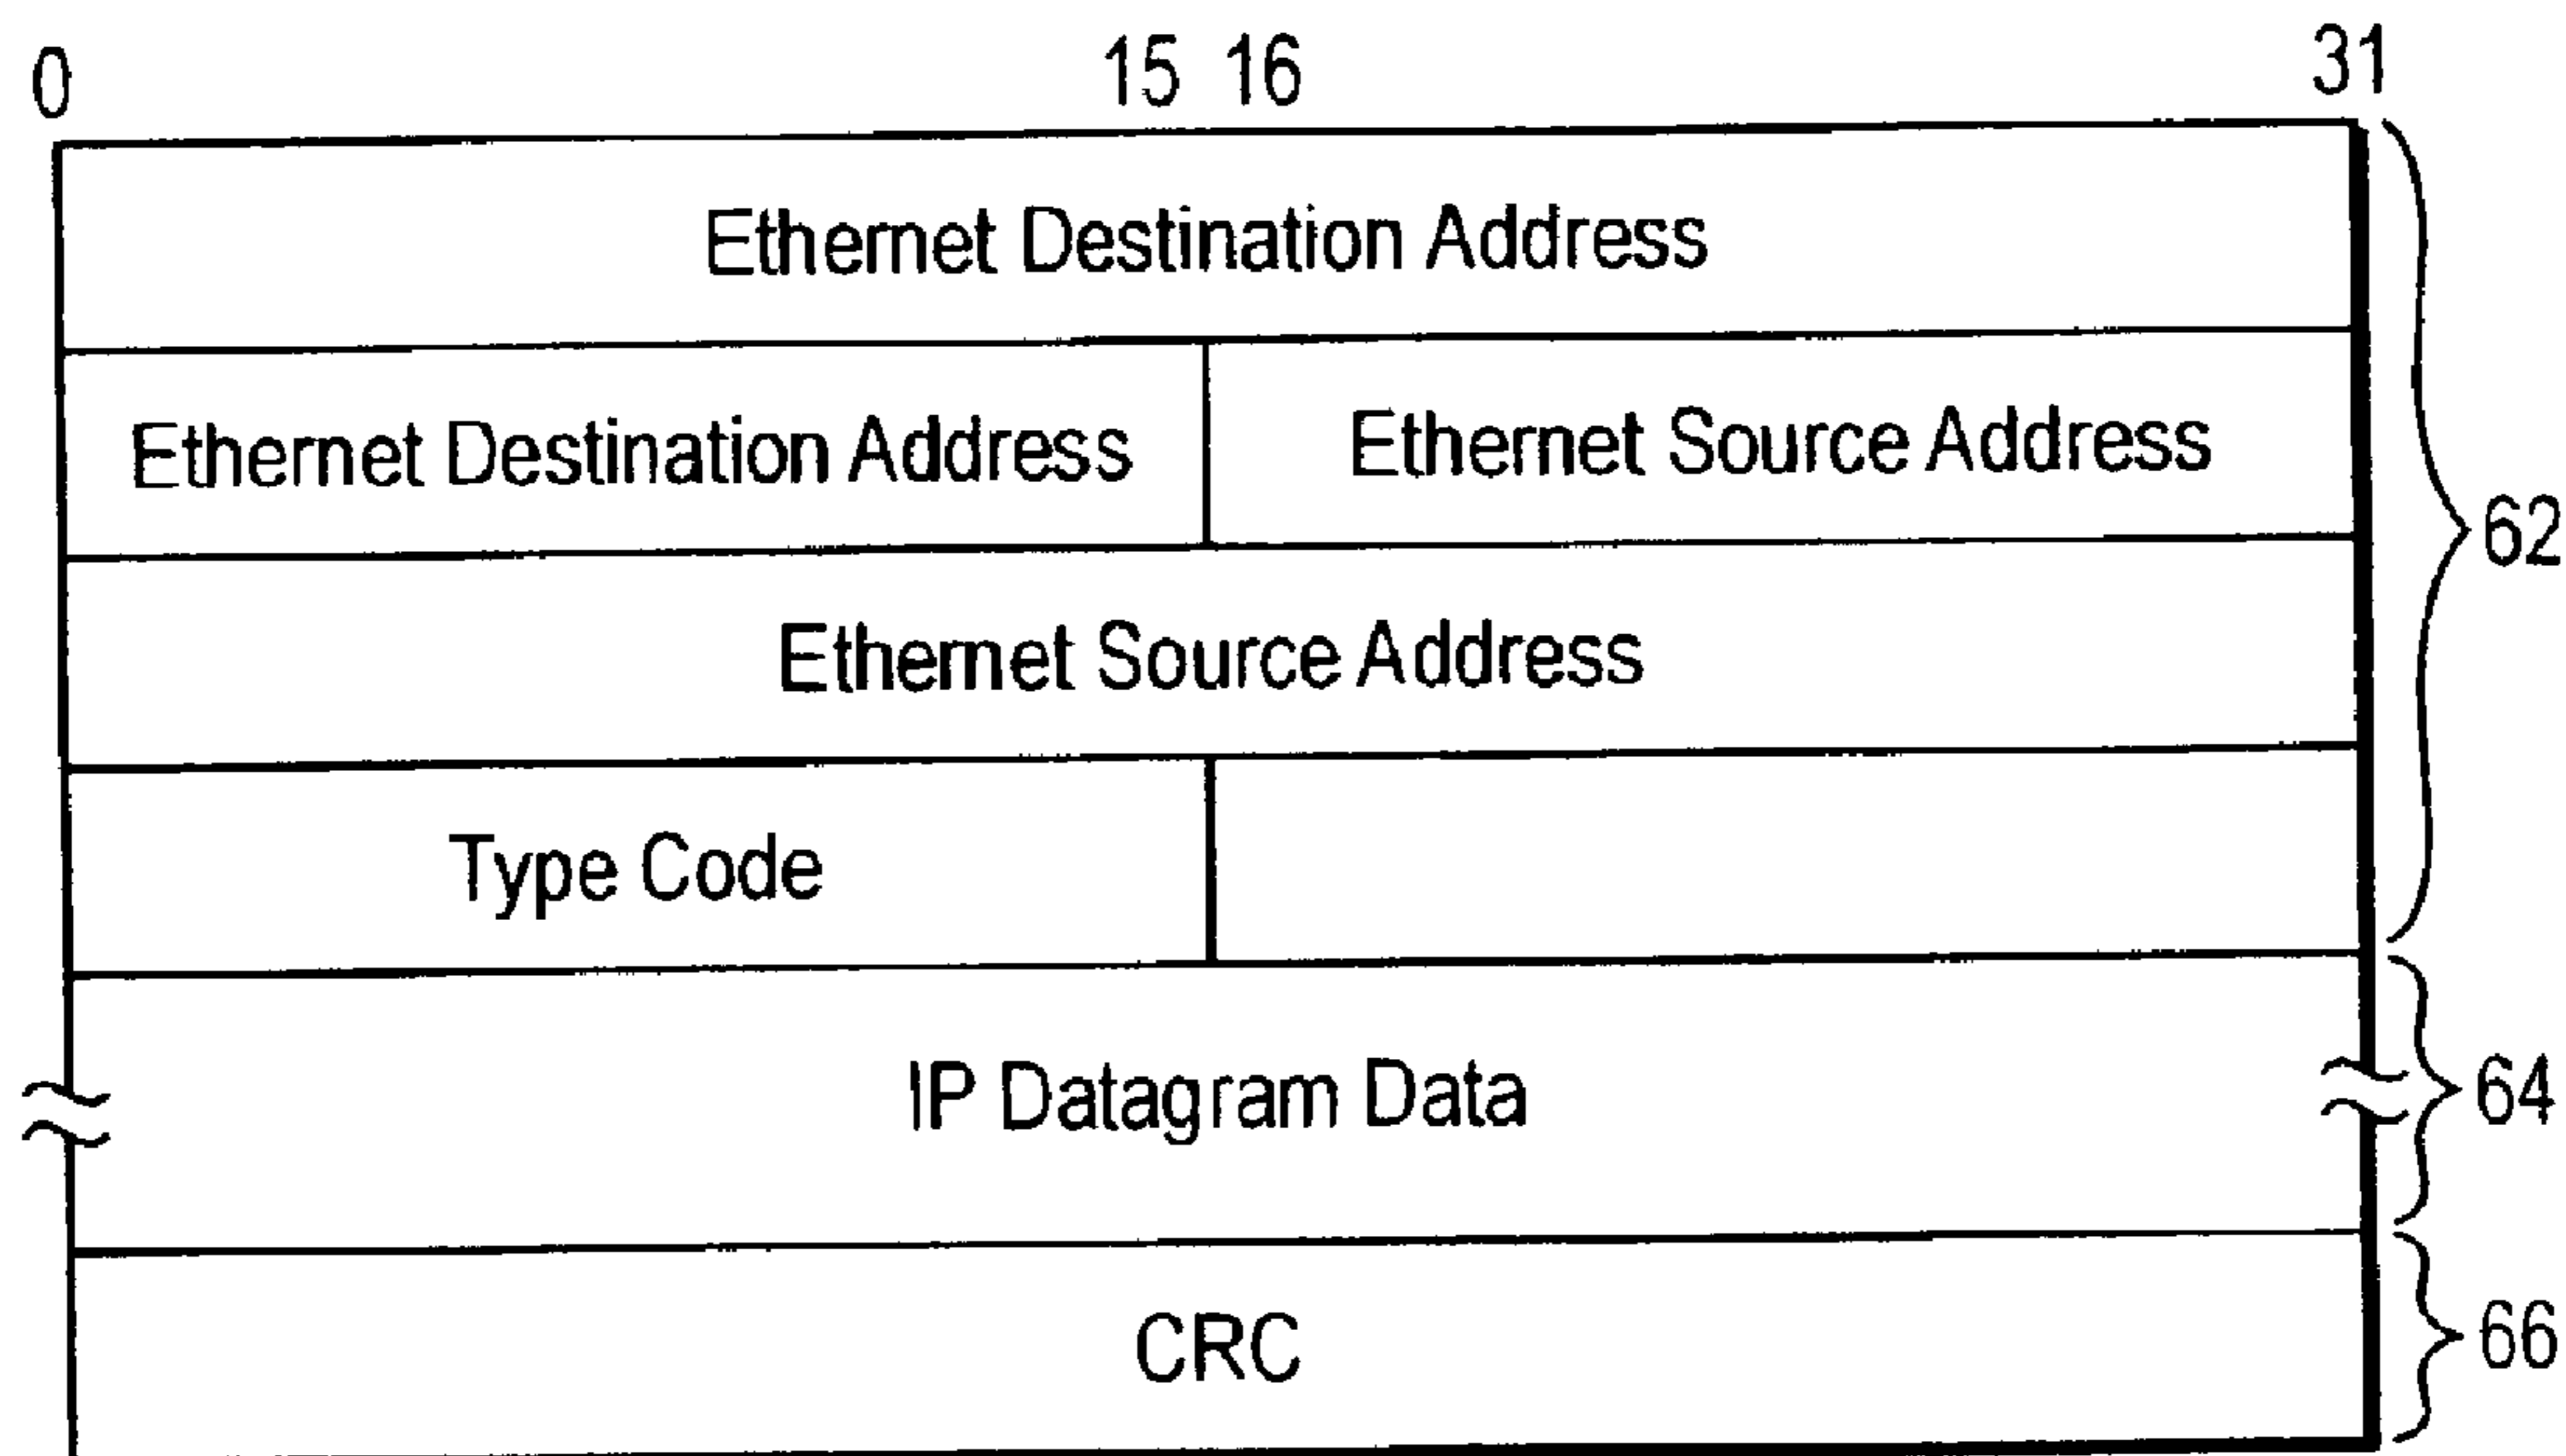 0 15 16 31
Ethernet Destination Address
Ethernet Destination Address Ethernet Source Address
62
Ethernet Source Address
Type Code
IP Datagram Data 64
CRC 66